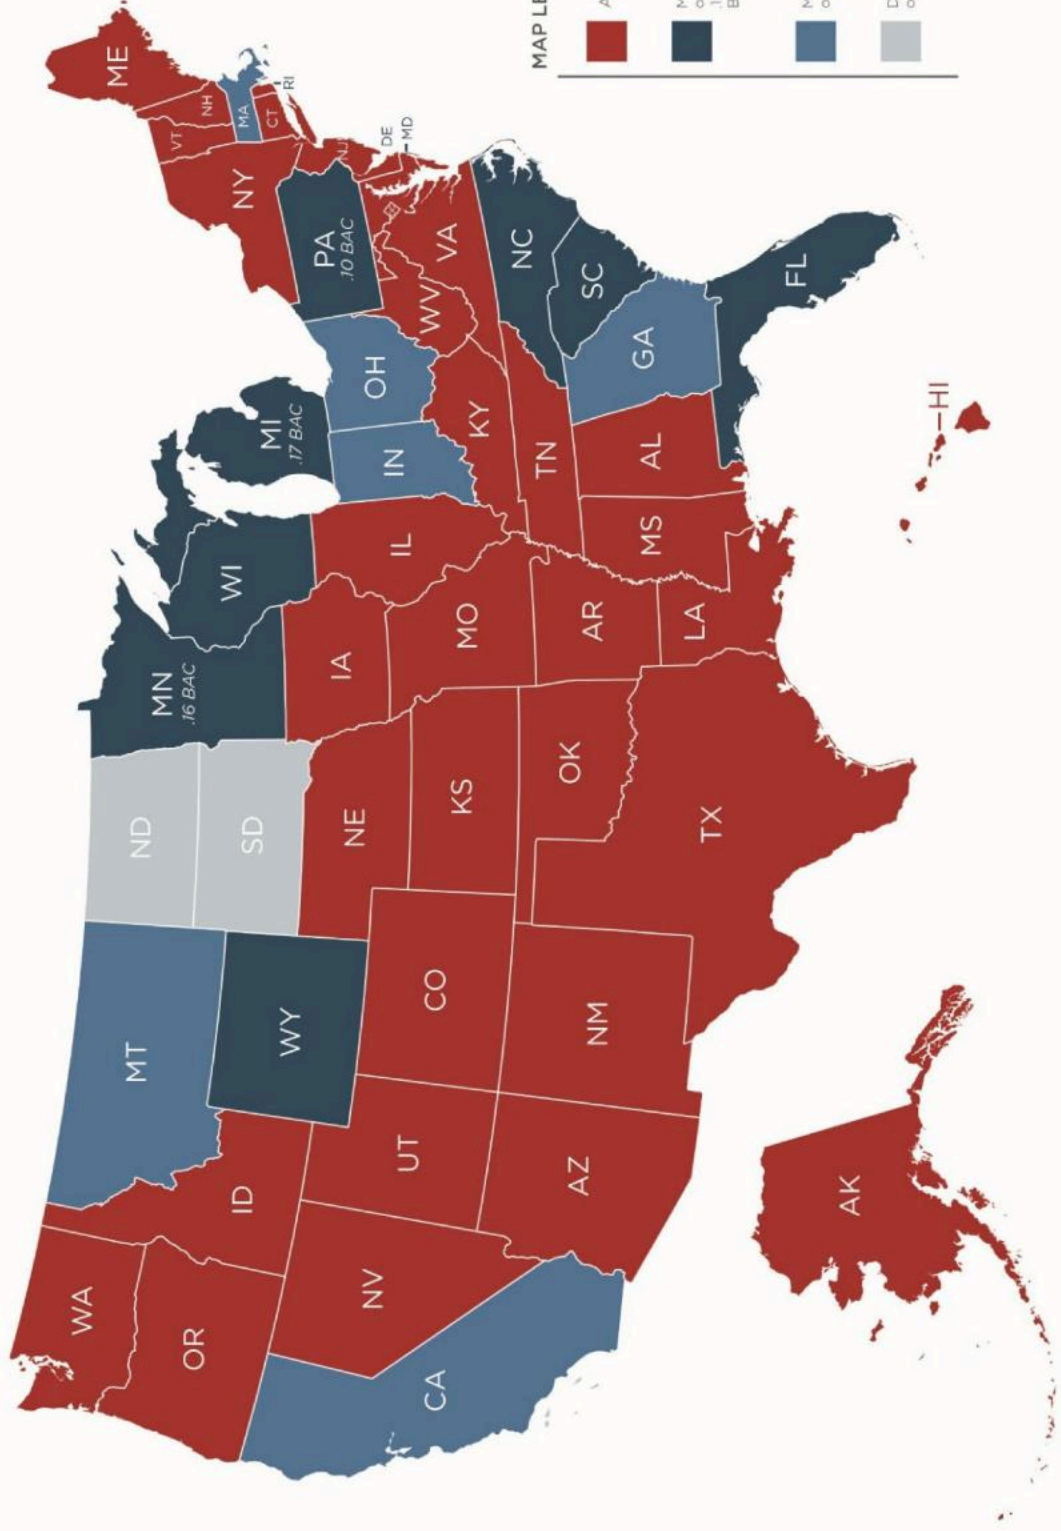 MAP LE
A
M
o
.1
B
M
o
D
o
WA
OR
CA
NV
ID
MT
WY
UT
AZ
CO
NM
ND
SD
NE
KS
OK
TX
MN
.16 BAC
IA
MO
AR
LA
WI
IL
MI
.17 BAC
IN
OH
KY
TN
MS
AL
GA
FL
SC
NC
VA
WV
PA
.10 BAC
NY
VT
NH
ME
MA
CT
RI
NJ
DE
MD
AK
HI